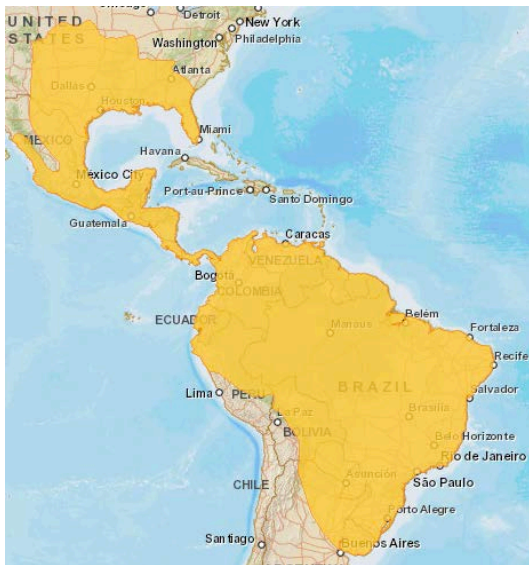 Detroit
New York
UNITED
STATES
Washington
Philadelphia
Atlanta
Dallas
Houston
Miami
MEXICO
Havana
Mexico City
Port-au-Prince
Santo Domingo
Guatemala
Caracas
VENEZUELA
Bogotá
COLOMBIA
ECUADOR
Belém
Manaus
Fortaleza
Recife
BRAZIL
Lima
PERU
Salvador
La Paz
Brasília
BOLIVIA
Belo Horizonte
Rio de Janeiro
Asunción
CHILE
São Paulo
Porto Alegre
Santiago
Buenos Aires